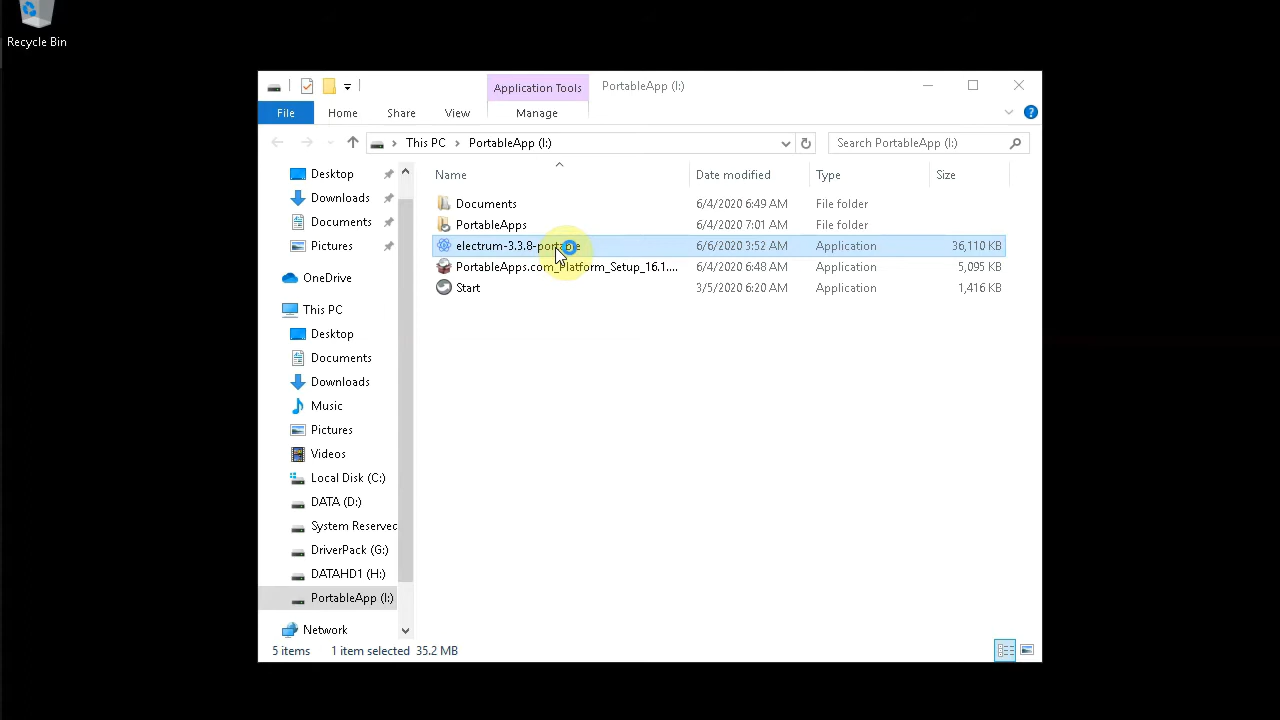 Recycle Bin
Application Tools
PortableApp (I:)
File
Home
Share
View
Manage
This PC
PortableApp (I:)
Search PortableApp (I:)
Name
Date modified
Type
Size
Desktop
Downloads
Documents
Pictures
OneDrive
This PC
Desktop
Documents
Downloads
Music
Pictures
Videos
Local Disk (C:)
DATA (D:)
System Reserved
DriverPack (G:)
DATAHD1 (H:)
PortableApp (I:)
Network
Documents 6/4/2020 6:49 AM File folder
PortableApps 6/4/2020 7:01 AM File folder
electrum-3.3.8-portable 6/6/2020 3:52 AM Application 36,110 KB
PortableApps.com_Platform_Setup_16.1.... 6/4/2020 6:48 AM Application 5,095 KB
Start 3/5/2020 6:20 AM Application 1,416 KB
5 items 1 item selected 35.2 MB